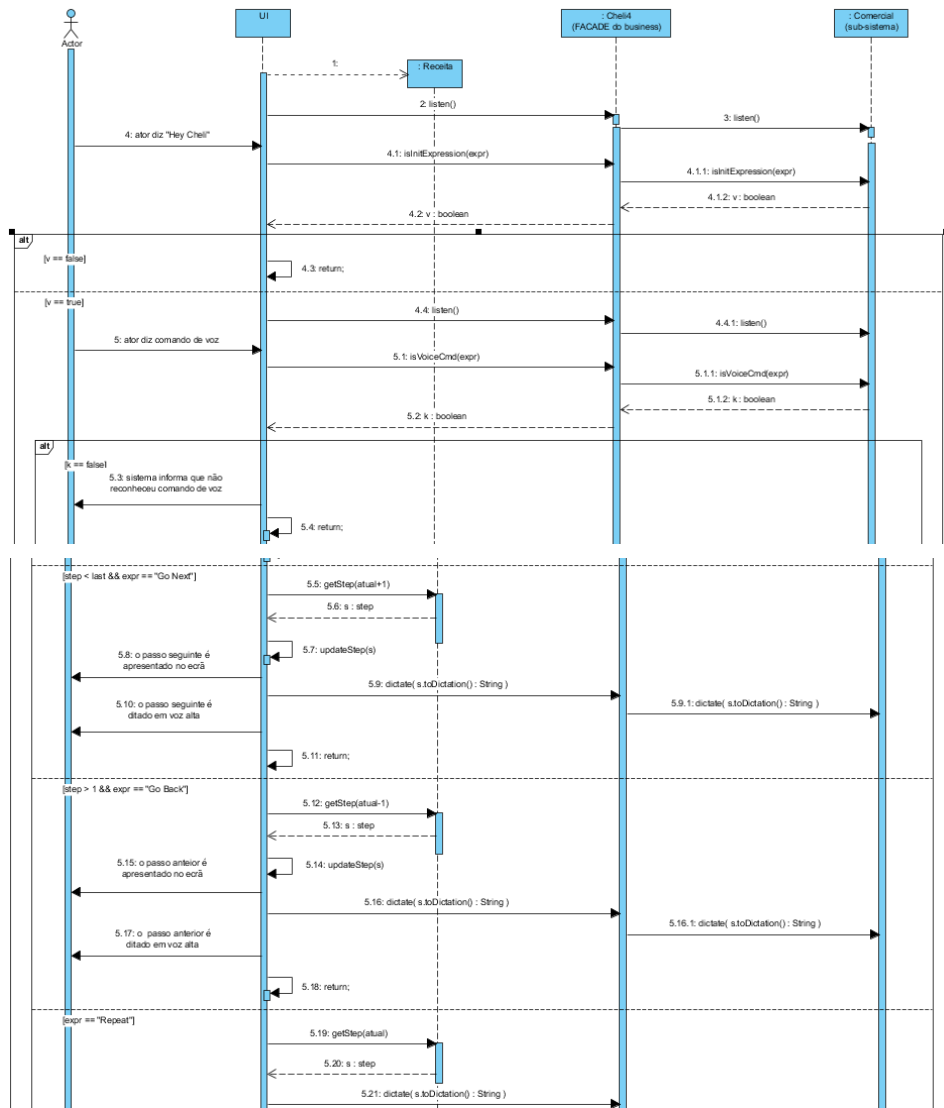 UI
: Cheli4
(FACADE do business)
: Comercial
(sub-sistema)
Actor
1:
: Receita
2: listen()
3: listen()
4: ator diz "Hey Cheli"
4.1: isInitExpression(expr)
4.1.1: isInitExpression(expr)
4.1.2: v : boolean
4.2: v : boolean
alt
[v == false]
4.3: return;
[v == true]
4.4: listen()
4.4.1: listen()
5: ator diz comando de voz
5.1: isVoiceCmd(expr)
5.1.1: isVoiceCmd(expr)
5.1.2: k : boolean
5.2: k : boolean
alt
[k == false]
5.3: sistema informa que não
reconheceu comando de voz
5.4: return;
[step < last && expr == "Go Next"]
5.5: getStep(atual+1)
5.6: s : step
5.7: updateStep(s)
5.8: o passo seguinte é
apresentado no ecrã
5.9: dictate( s.toDictation() : String )
5.9.1: dictate( s.toDictation() : String )
5.10: o passo seguinte é
ditado em voz alta
5.11: return;
[step > 1 && expr == "Go Back"]
5.12: getStep(atual-1)
5.13: s : step
5.14: updateStep(s)
5.15: o passo anteior é
apresentado no ecrã
5.16: dictate( s.toDictation() : String )
5.16.1: dictate( s.toDictation() : String )
5.17: o passo anterior é
ditado em voz alta
5.18: return;
[expr == "Repeat"]
5.19: getStep(atual)
5.20: s : step
5.21: dictate( s.toDictation() : String )